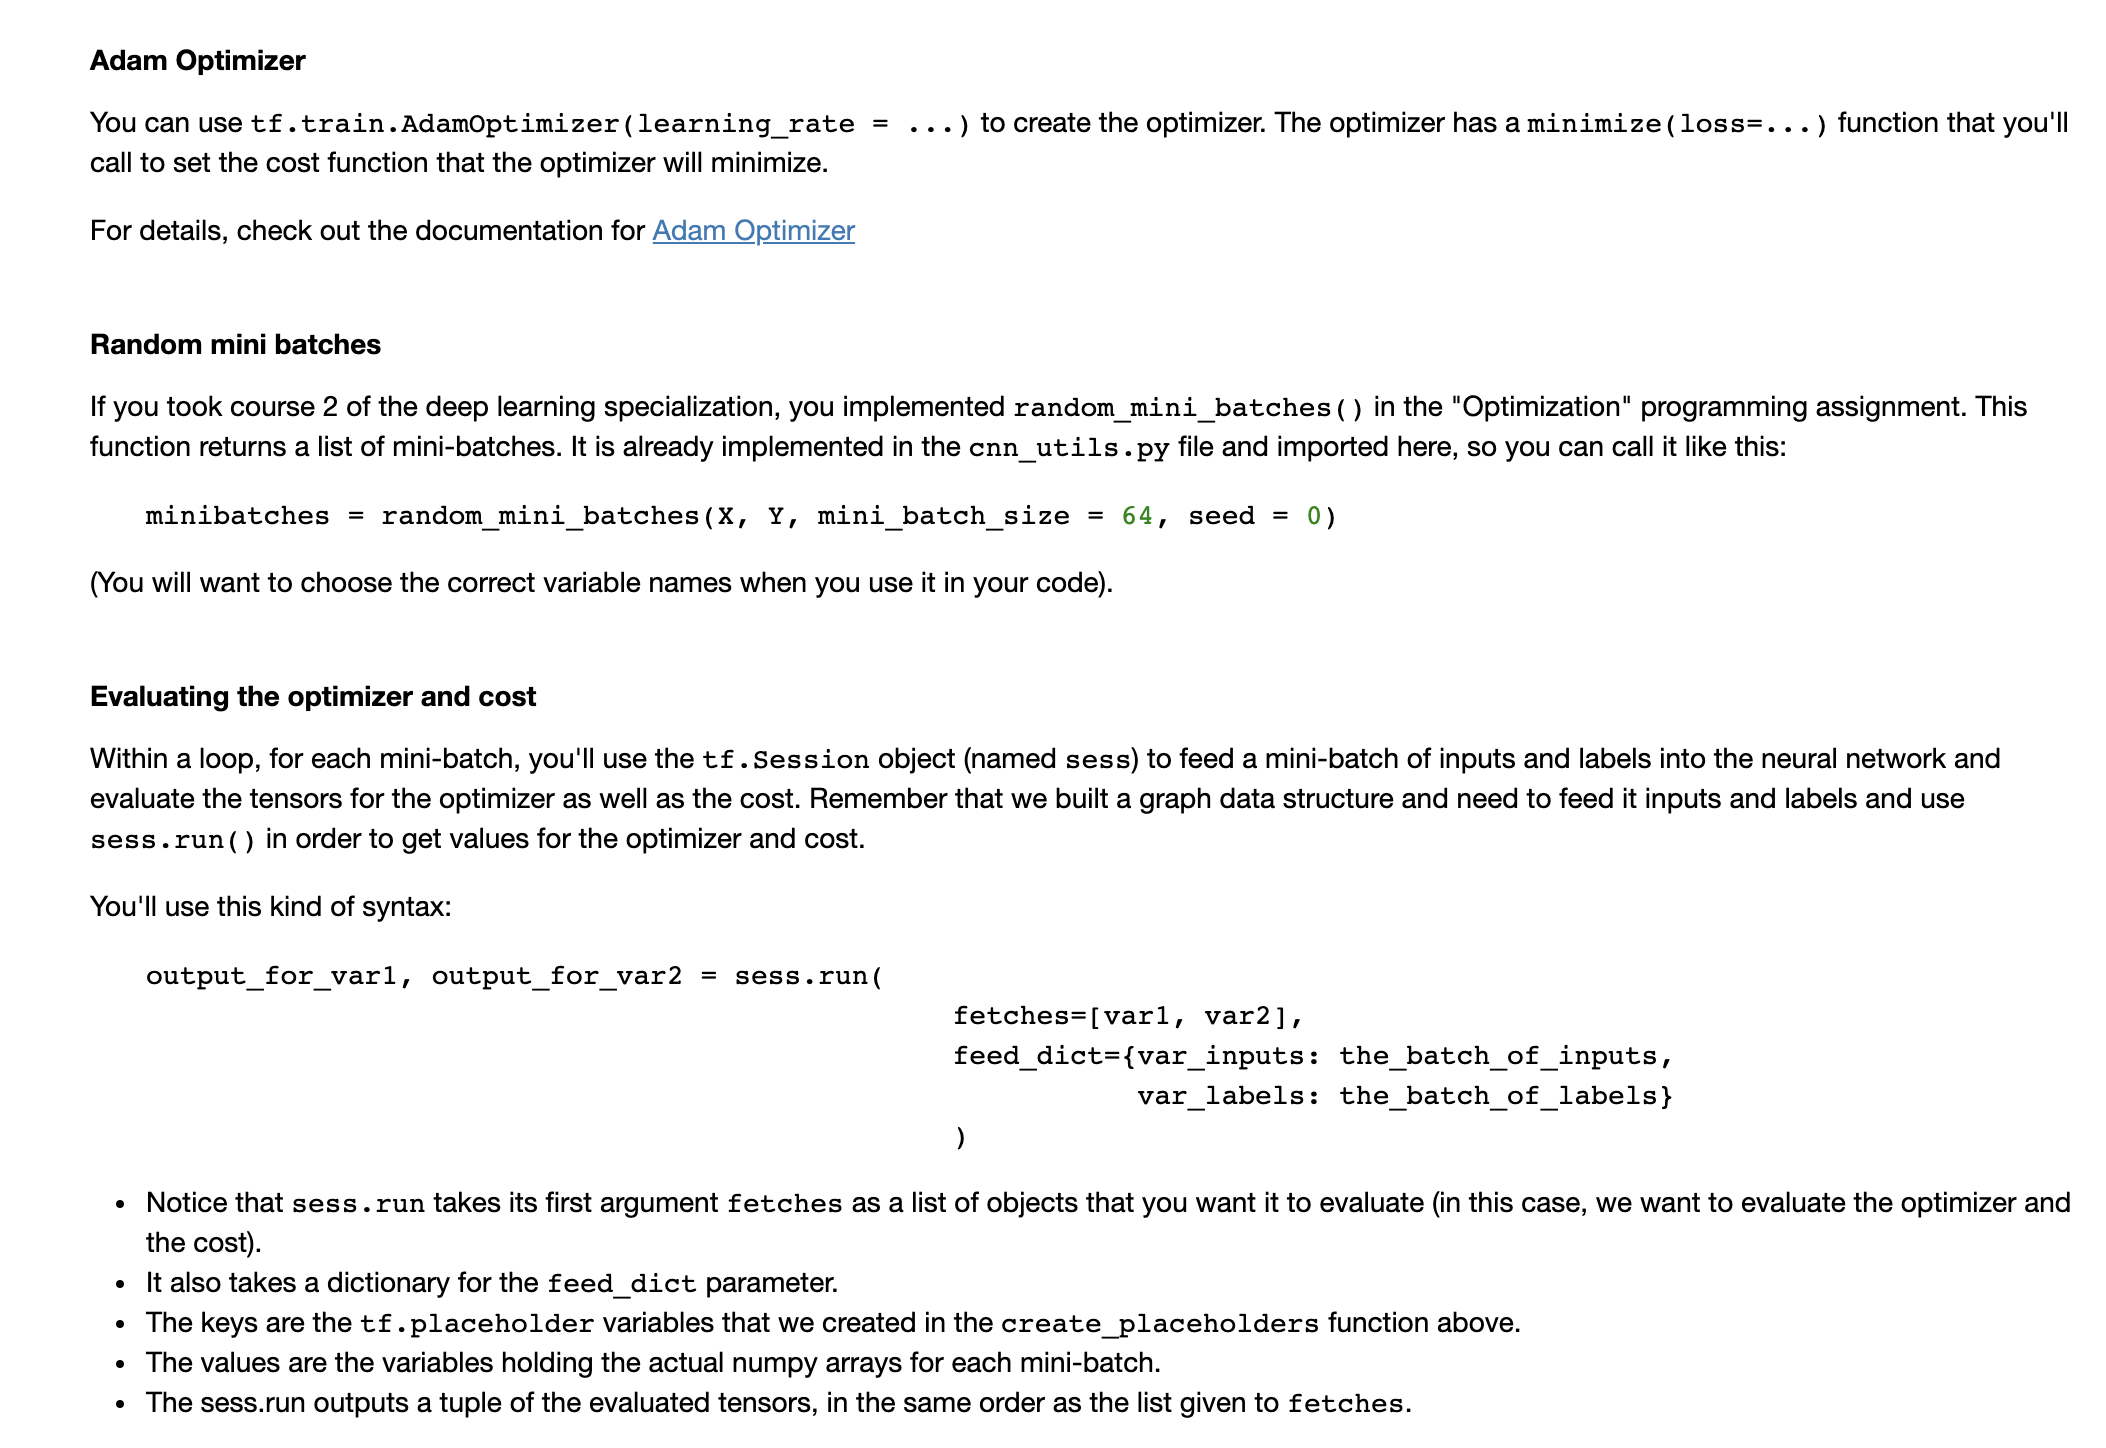 Adam Optimizer
You can use tf.train.AdamOptimizer(learning_rate = ...) to create the optimizer. The optimizer has a minimize(loss=...) function that you'll
call to set the cost function that the optimizer will minimize.
For details, check out the documentation for Adam Optimizer
Random mini batches
If you took course 2 of the deep learning specialization, you implemented random_mini_batches() in the "Optimization" programming assignment. This
function returns a list of mini-batches. It is already implemented in the cnn_utils.py file and imported here, so you can call it like this:
minibatches = random_mini_batches(X, Y, mini_batch_size = 64, seed = 0)
(You will want to choose the correct variable names when you use it in your code).
Evaluating the optimizer and cost
Within a loop, for each mini-batch, you'll use the tf.Session object (named sess) to feed a mini-batch of inputs and labels into the neural network and
evaluate the tensors for the optimizer as well as the cost. Remember that we built a graph data structure and need to feed it inputs and labels and use
sess.run() in order to get values for the optimizer and cost.
You'll use this kind of syntax:
output_for_var1, output_for_var2 = sess.run(
fetches=[var1, var2],
feed_dict={var_inputs: the_batch_of_inputs,
var_labels: the_batch_of_labels}
)
• Notice that sess.run takes its first argument fetches as a list of objects that you want it to evaluate (in this case, we want to evaluate the optimizer and
the cost).
• It also takes a dictionary for the feed_dict parameter.
• The keys are the tf.placeholder variables that we created in the create_placeholders function above.
• The values are the variables holding the actual numpy arrays for each mini-batch.
• The sess.run outputs a tuple of the evaluated tensors, in the same order as the list given to fetches.